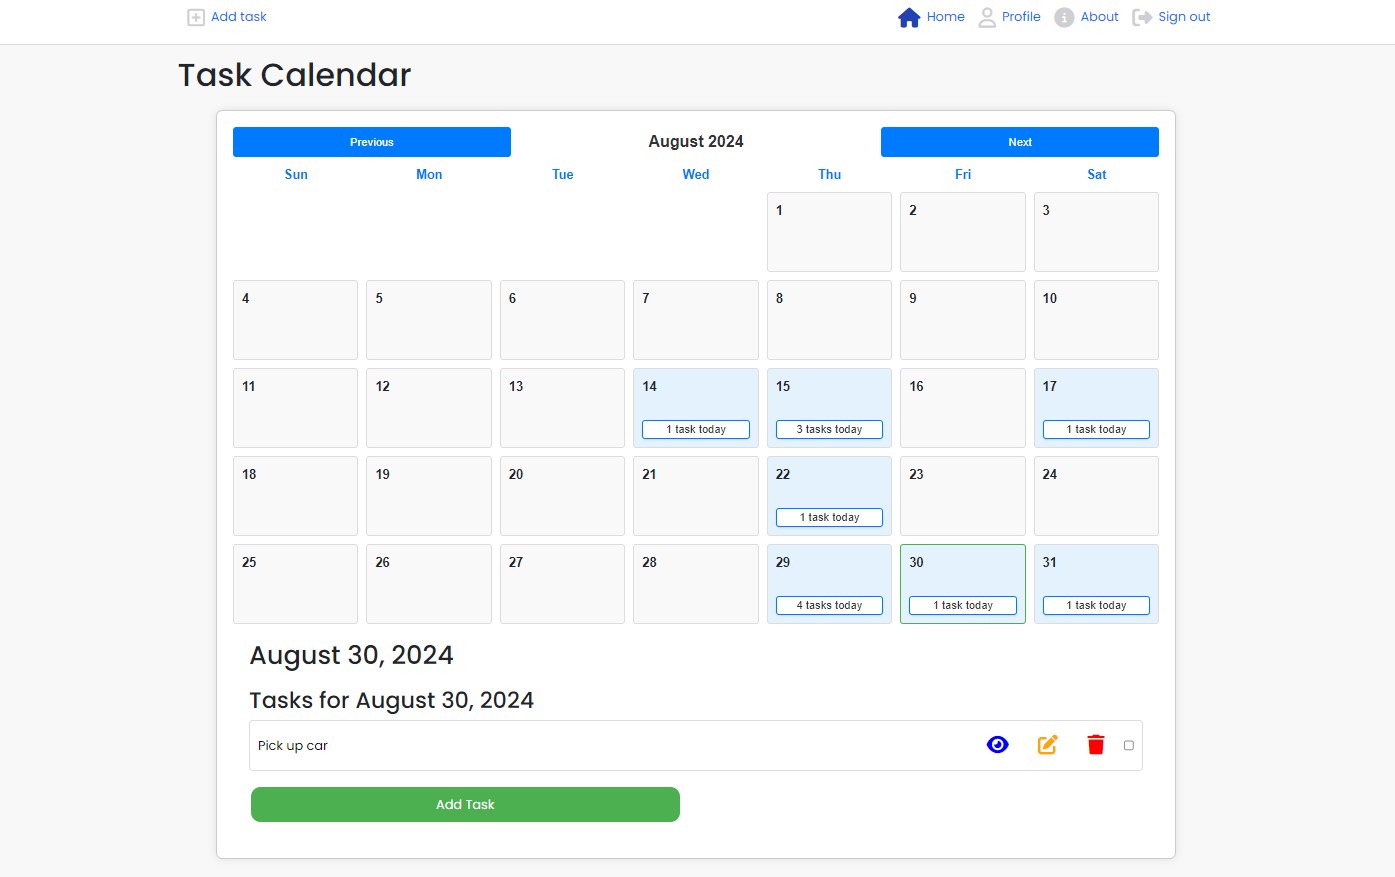 Add task Home Profile About Sign out
Task Calendar
Previous August 2024 Next
Sun Mon Tue Wed Thu Fri Sat
1 2 3
4 5 6 7 8 9 10
11 12 13 14 15 16 17
1 task today 3 tasks today 1 task today
18 19 20 21 22 23 24
1 task today
25 26 27 28 29 30 31
4 tasks today 1 task today 1 task today
August 30, 2024
Tasks for August 30, 2024
Pick up car
Add Task